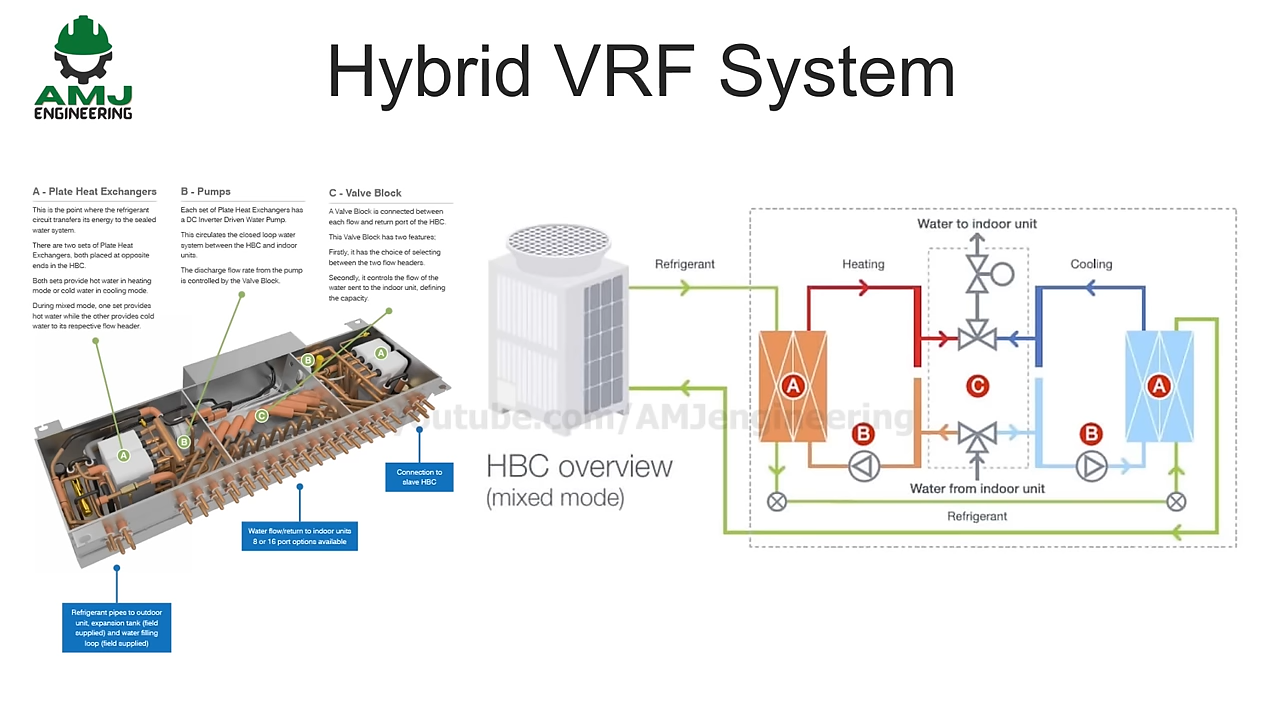 AMJ
ENGINEERING
Hybrid VRF System
A - Plate Heat Exchangers
This is the point where the refrigerant
circuit transfers its energy to the sealed
water system.
There are two sets of Plate Heat
Exchangers, both placed at opposite
ends in the HBC.
Both sets provide hot water in heating
mode or cold water in cooling mode.
During mixed mode, one set provides
hot water while the other provides cold
water to its respective flow header.
B - Pumps
Each set of Plate Heat Exchangers has
a DC Inverter Driven Water Pump.
This circulates the closed loop water
system between the HBC and indoor
units.
The discharge flow rate from the pump
is controlled by the Valve Block.
C - Valve Block
A Valve Block is connected between
each flow and return port of the HBC.
This Valve Block has two features;
Firstly, it has the choice of selecting
between the two flow headers.
Secondly, it controls the flow of the
water sent to the indoor unit, defining
the capacity.
A
B
C
B
A
Connection to
slave HBC
Water flow/return to indoor units
8 or 16 port options available
Refrigerant pipes to outdoor
unit, expansion tank (field
supplied) and water filling
loop (field supplied)
youtube.com/AMJengineering
HBC overview
(mixed mode)
Refrigerant
Water to indoor unit
Heating
Cooling
A
C
A
B
B
Water from indoor unit
Refrigerant